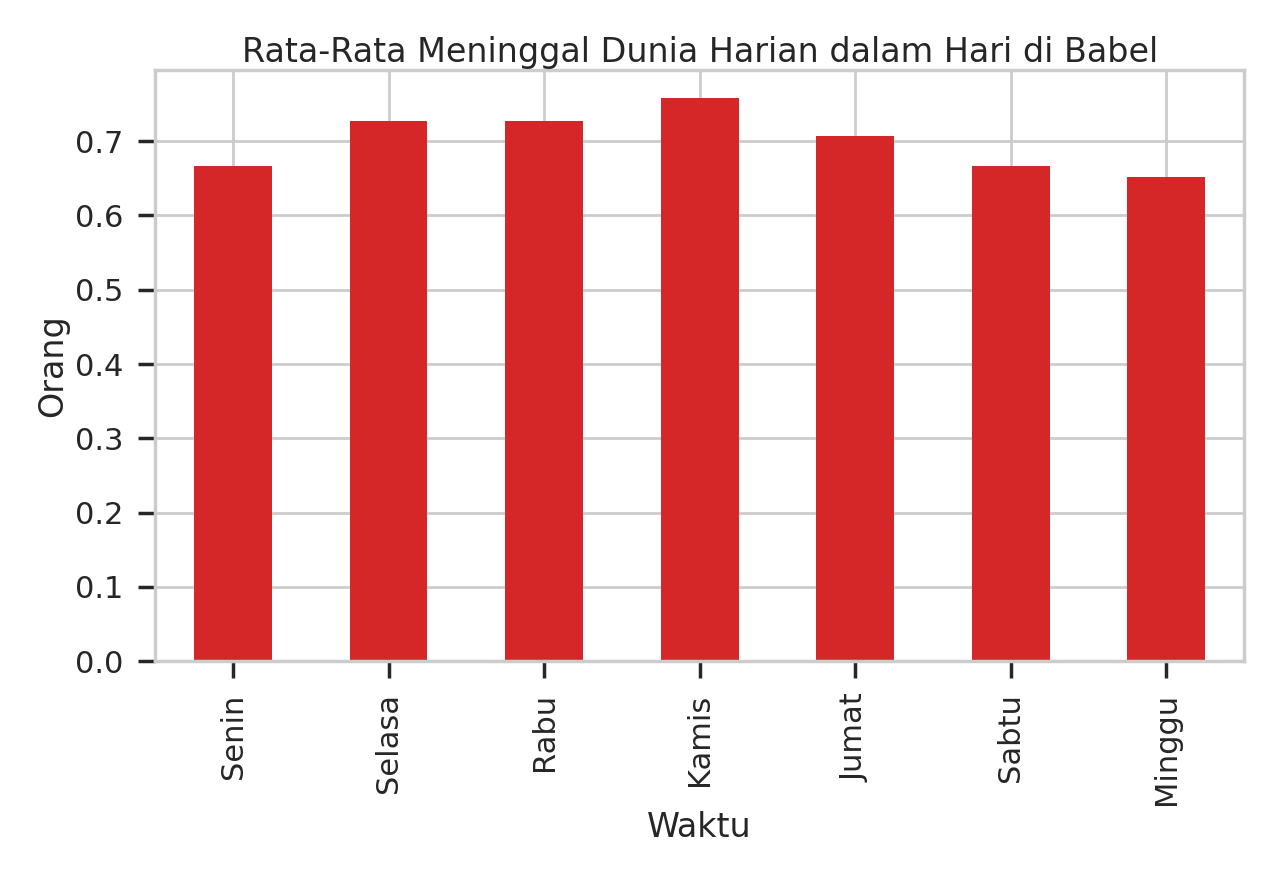 Rata-Rata Meninggal Dunia Harian dalam Hari di Babel
0.7
0.6
0.5
0.4
0.3
0.2
0.1
0.0
Orang
Senin
Selasa
Rabu
Kamis
Jumat
Sabtu
Minggu
Waktu